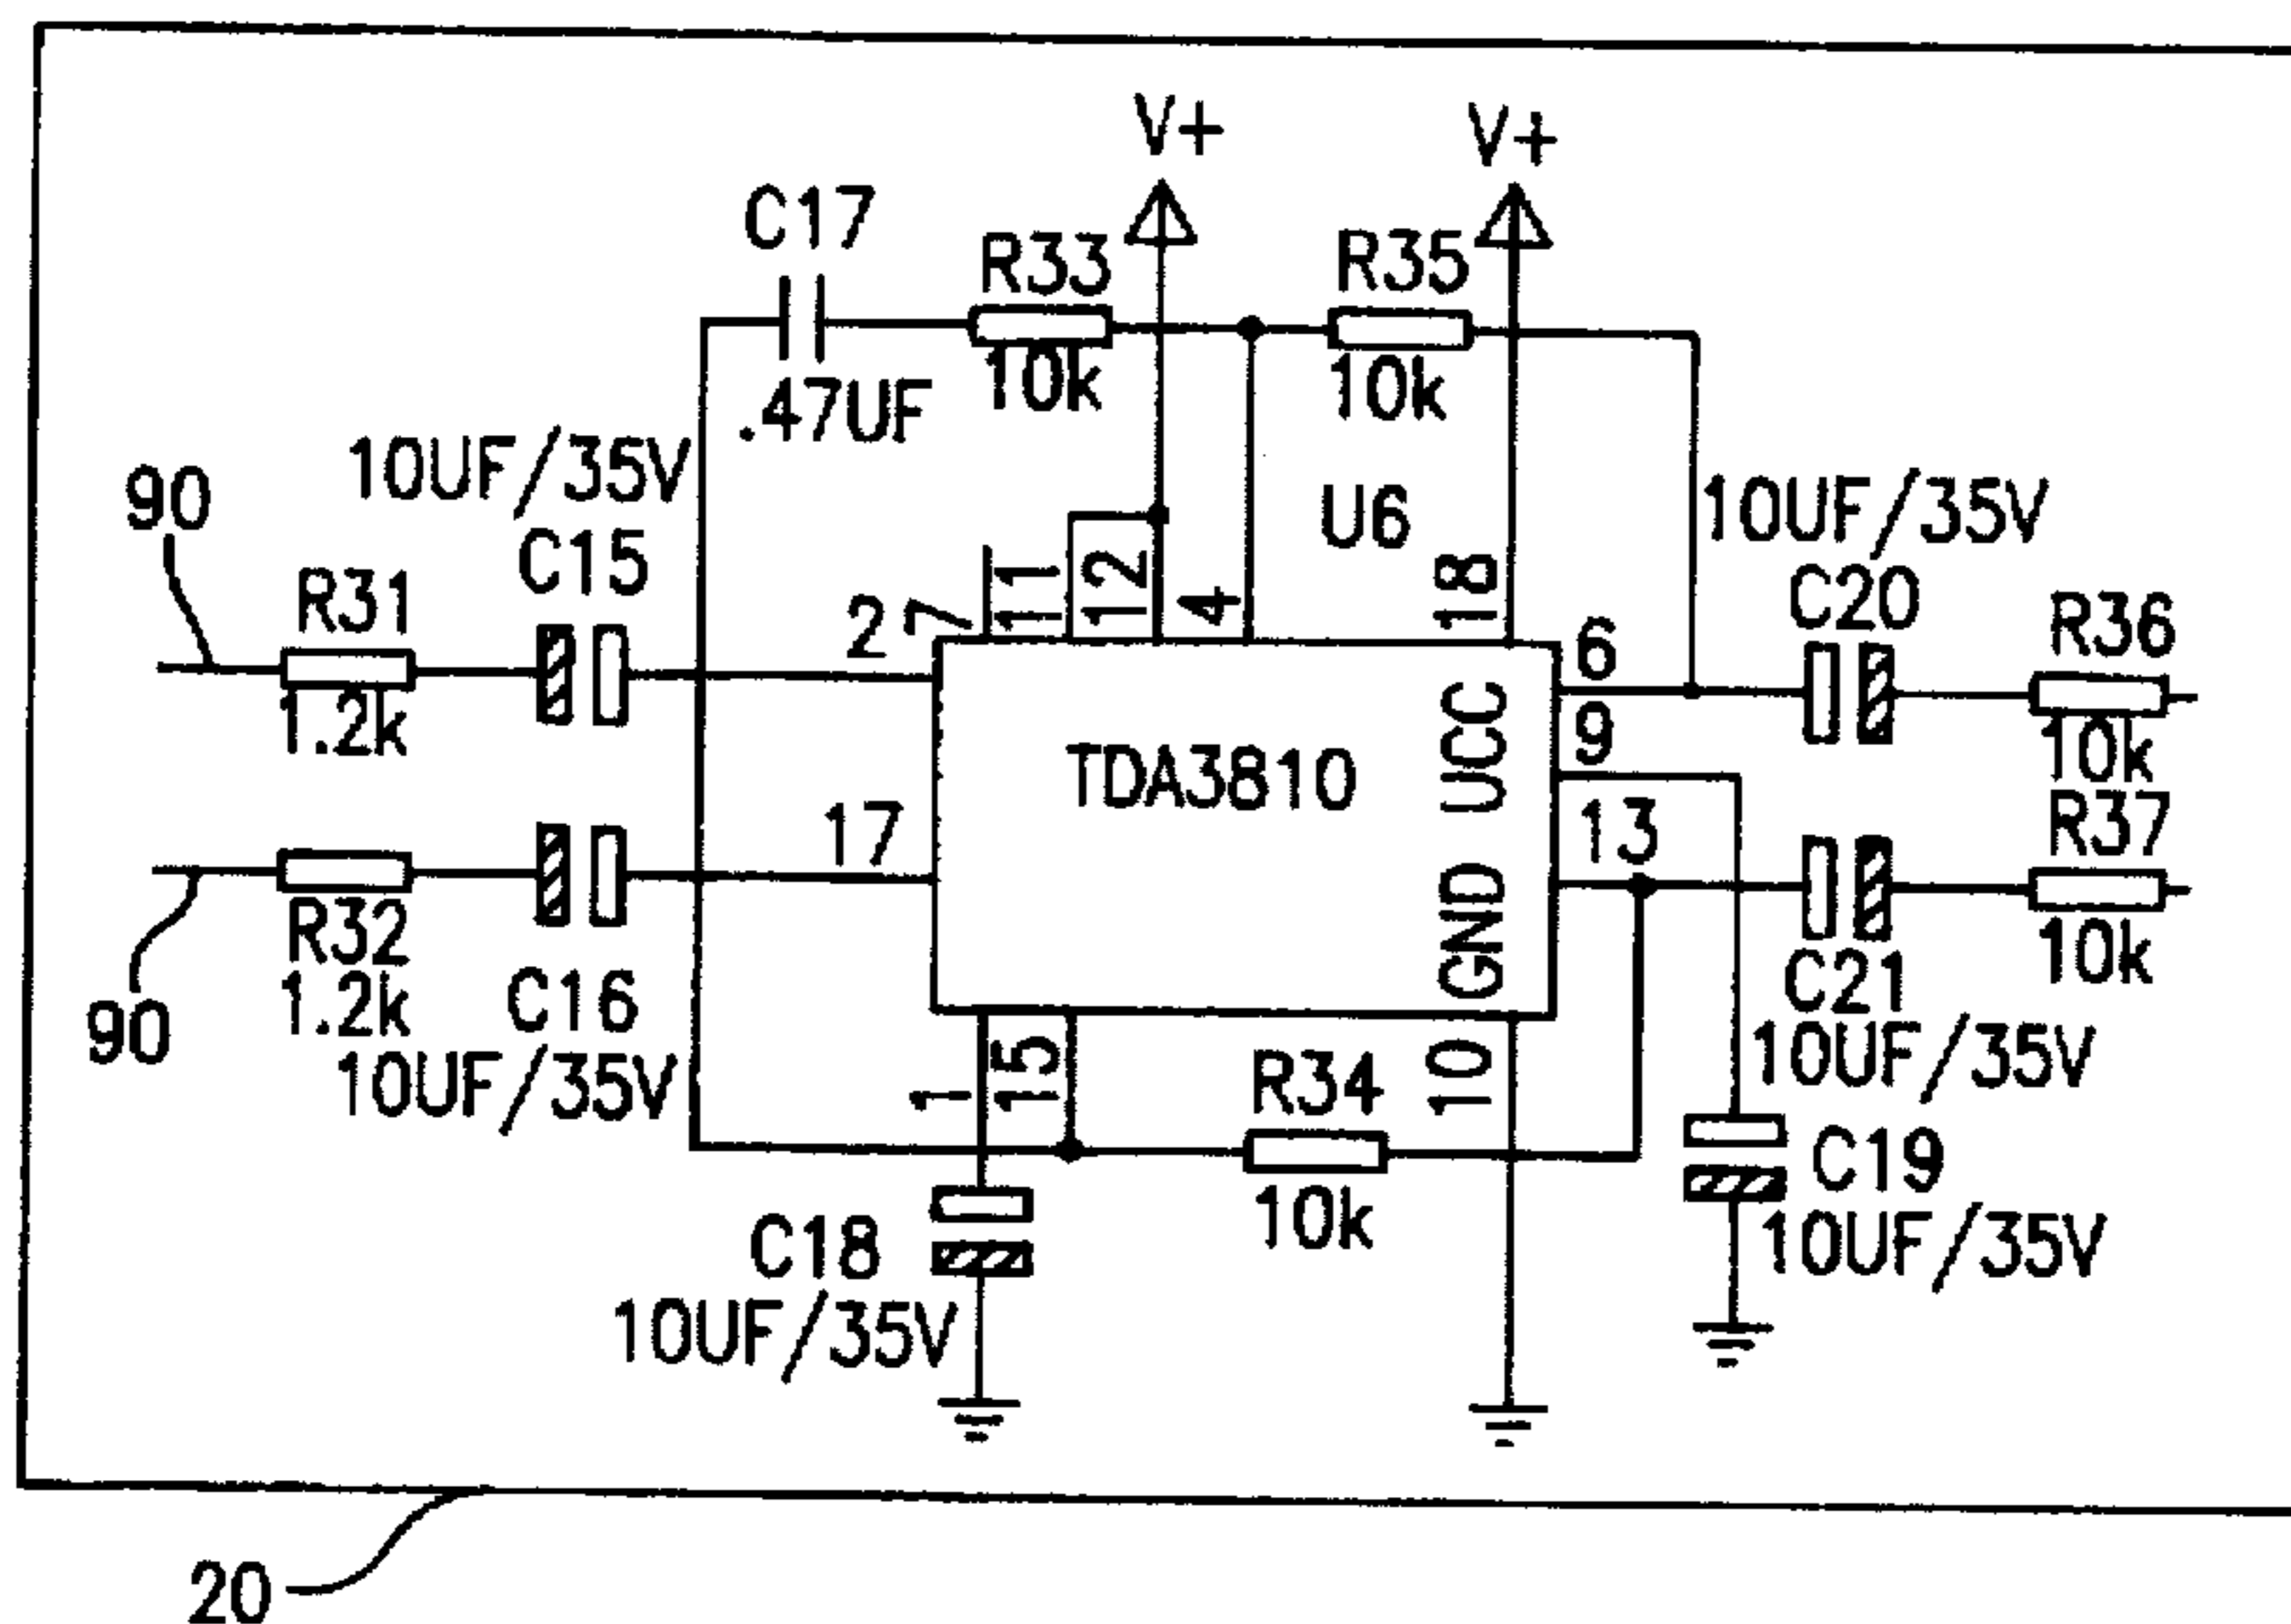 V+
V+
C17
R33
R35
10k
10k
.47UF
10UF/35V
90
C15
U6
10UF/35V
R31
2
7
11
12
4
18
6
C20
R36
1.2k
UCC
9
10k
TDA3810
R37
17
13
GND
10k
R32
C16
C21
1.2k
10UF/35V
90
10UF/35V
1
15
R34
10
C19
10k
C18
10UF/35V
10UF/35V
20